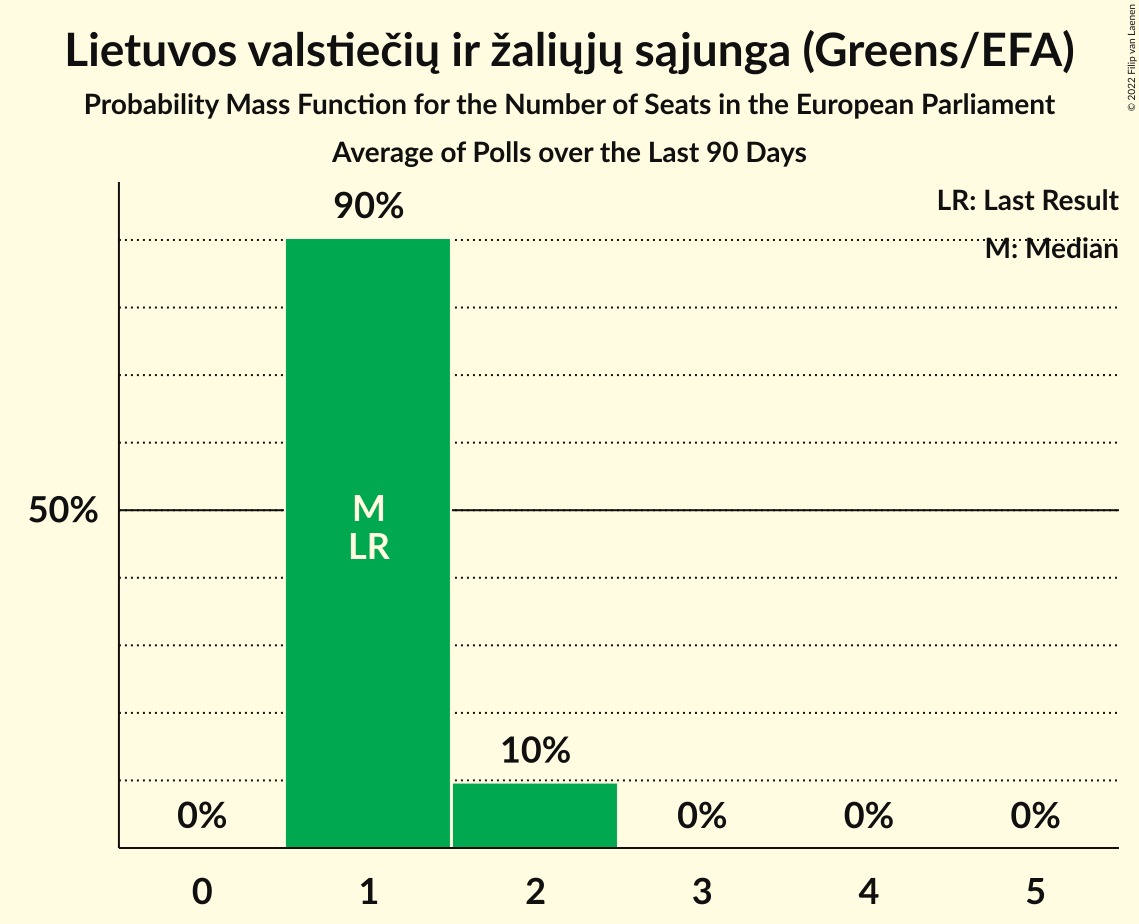 Lietuvos valstiečių ir žaliųjų sąjunga (Greens/EFA)
Probability Mass Function for the Number of Seats in the European Parliament
Average of Polls over the Last 90 Days
© 2022 Filip van Laenen
LR: Last Result
M: Median
90%
50%
M
LR
10%
0%
0%
0%
0%
0
1
2
3
4
5